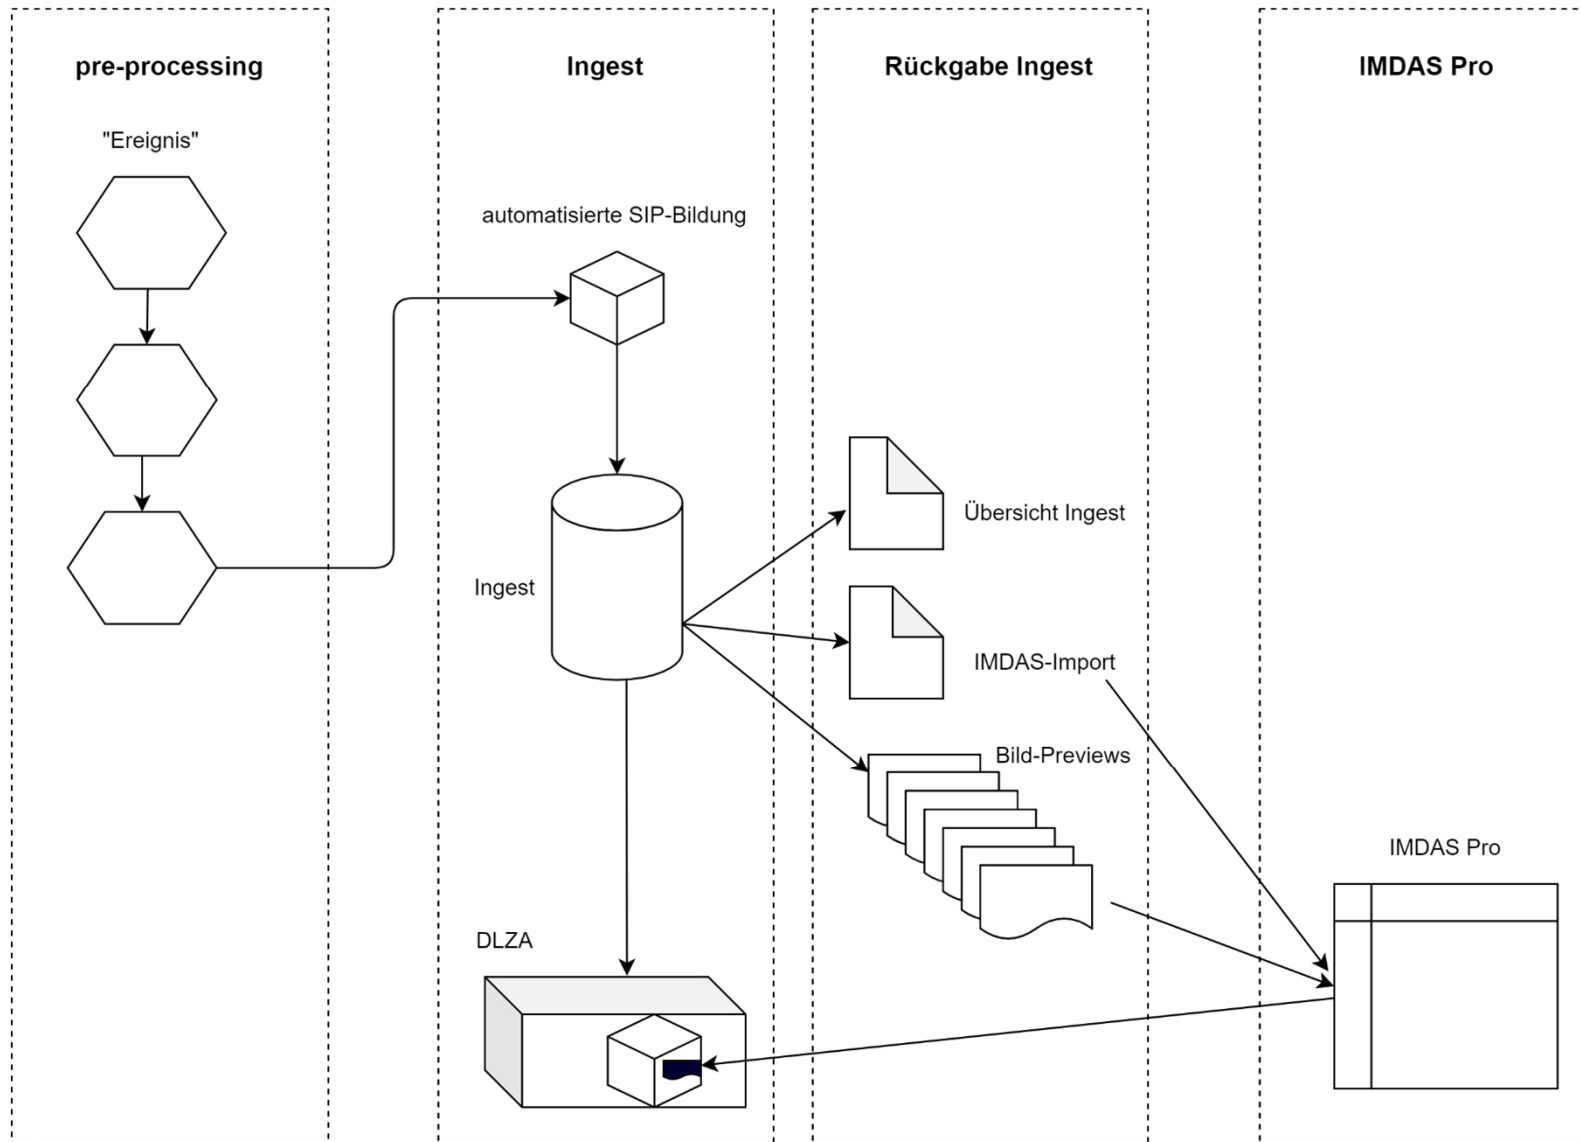 pre-processing
Ingest
Rückgabe Ingest
IMDAS Pro
"Ereignis"
automatisierte SIP-Bildung
Übersicht Ingest
Ingest
IMDAS-Import
Bild-Previews
IMDAS Pro
DLZA